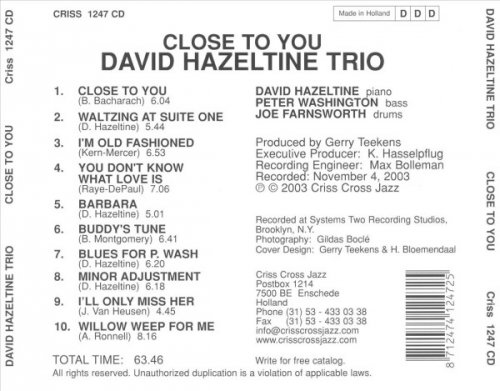 CRISS 1247 CD
Made in Holland D D D
CLOSE TO YOU
DAVID HAZELTINE TRIO
1. CLOSE TO YOU
(B. Bacharach) 6.04
2. WALTZING AT SUITE ONE
(D. Hazeltine) 5.44
3. I'M OLD FASHIONED
(Kern-Mercer) 6.53
4. YOU DON'T KNOW
WHAT LOVE IS
(Raye-DePaul) 7.06
5. BARBARA
(D. Hazeltine) 5.01
6. BUDDY'S TUNE
(B. Montgomery) 6.41
7. BLUES FOR P. WASH
(D. Hazeltine) 6.20
8. MINOR ADJUSTMENT
(D. Hazeltine) 6.18
9. I'LL ONLY MISS HER
(J. Van Heusen) 4.45
10. WILLOW WEEP FOR ME
(A. Ronnell) 8.16
TOTAL TIME: 63.46
All rights reserved. Unauthorized duplication is a violation of applicable laws.
DAVID HAZELTINE piano
PETER WASHINGTON bass
JOE FARNSWORTH drums
Produced by Gerry Teekens
Executive Producer: K. Hasselpflug
Recording Engineer: Max Bolleman
Recorded: November 4, 2003
℗ © 2003 Criss Cross Jazz
Recorded at Systems Two Recording Studios,
Brooklyn, N.Y.
Photography: Gildas Boclé
Cover Design: Gerry Teekens & H. Bloemendaal
Criss Cross Jazz
Postbox 1214
7500 BE Enschede
Holland
Phone (31) 53 - 433 03 38
Fax (31) 53 - 433 03 38
e-mail: info@crisscrossjazz.com
www.crisscrossjazz.com
Write for free catalog.
8 712474 124725
DAVID HAZELTINE TRIO CLOSE TO YOU Criss 1247 CD
DAVID HAZELTINE TRIO CLOSE TO YOU Criss 1247 CD